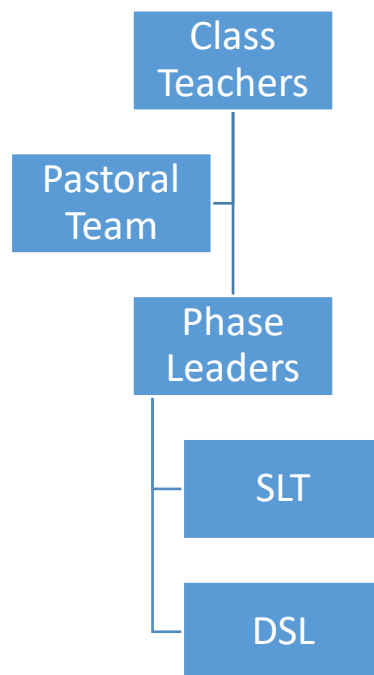 Class
Teachers
Pastoral
Team
Phase
Leaders
SLT
DSL